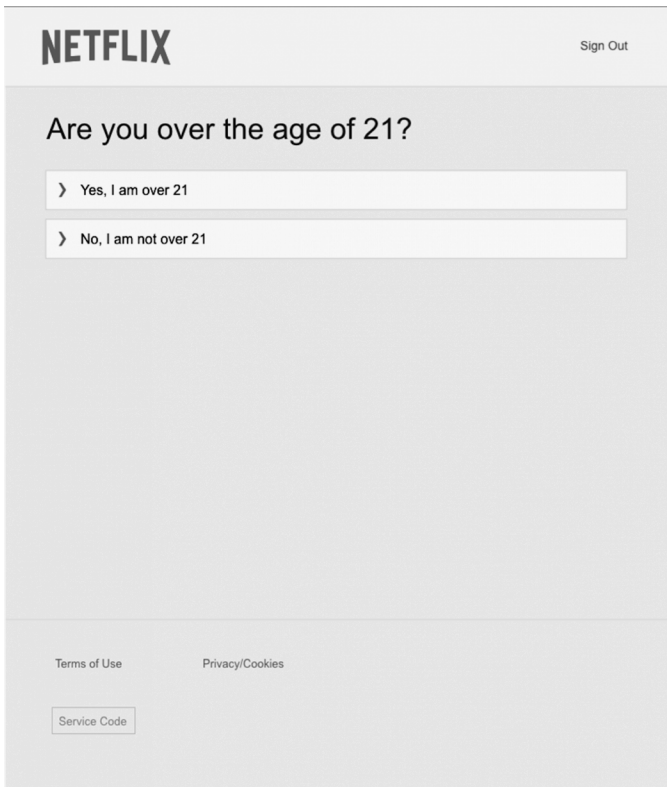 NETFLIX
Sign Out
Are you over the age of 21?
Yes, I am over 21
No, I am not over 21
Terms of Use
Privacy/Cookies
Service Code